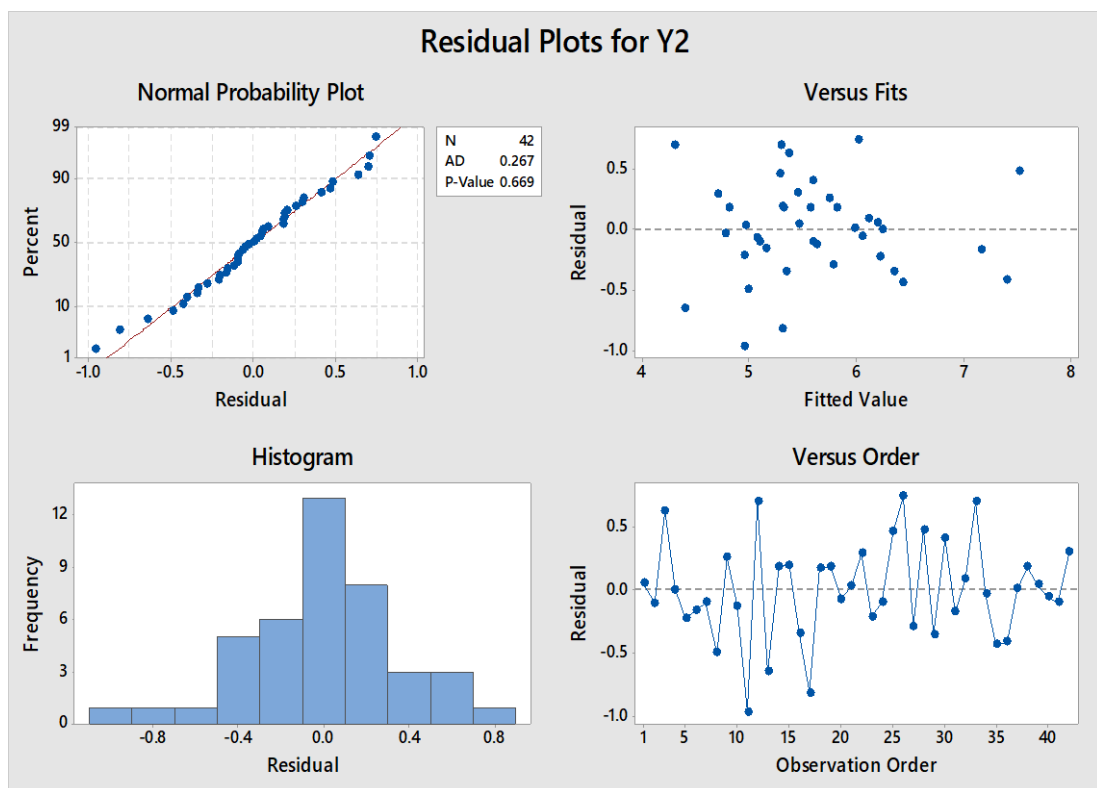 Residual Plots for Y2
Normal Probability Plot
99
90
50
10
1
Percent
-1.0 -0.5 0.0 0.5 1.0
Residual
N 42
AD 0.267
P-Value 0.669
Versus Fits
0.5
0.0
-0.5
-1.0
Residual
4 5 6 7 8
Fitted Value
Histogram
12
9
6
3
0
Frequency
-0.8 -0.4 0.0 0.4 0.8
Residual
Versus Order
0.5
0.0
-0.5
-1.0
Residual
1 5 10 15 20 25 30 35 40
Observation Order